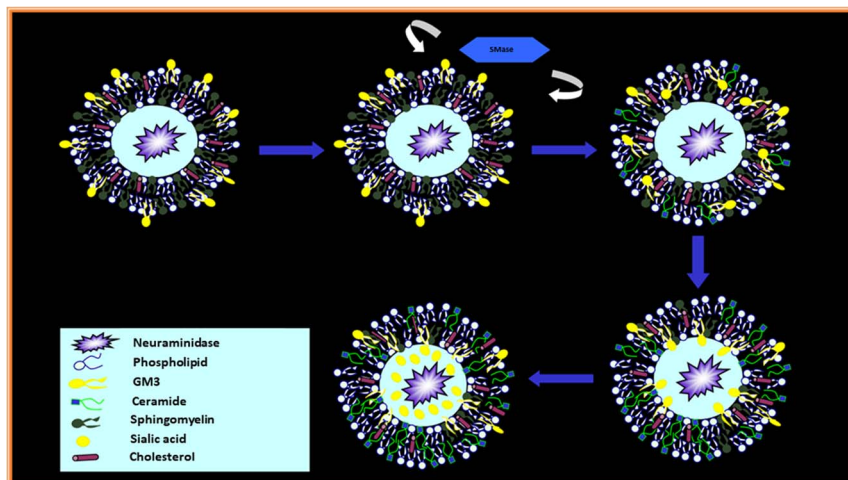 SMase
Neuraminidase
Phospholipid
GM3
Ceramide
Sphingomyelin
Sialic acid
Cholesterol